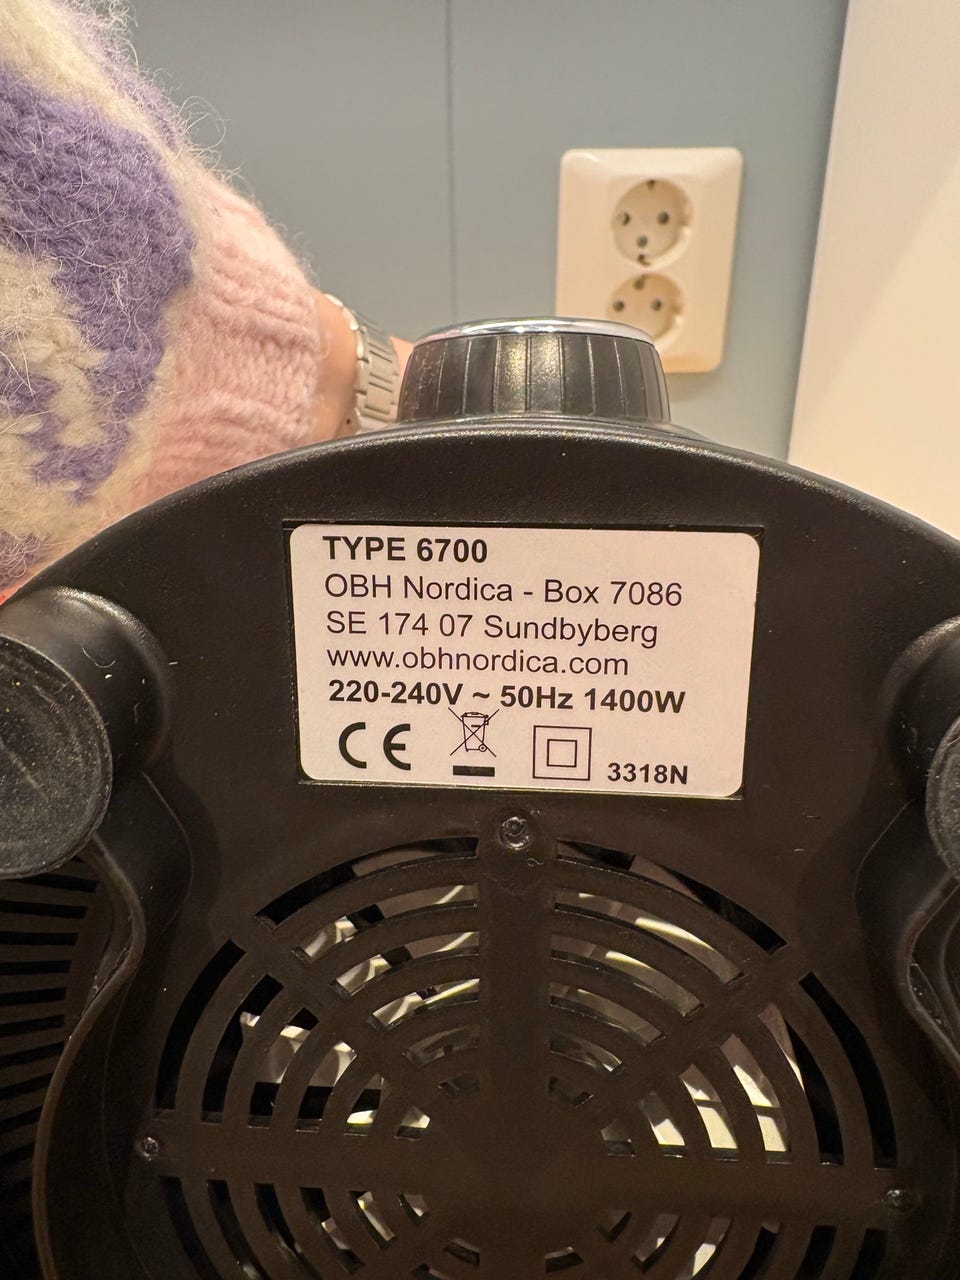 TYPE 6700
OBH Nordica - Box 7086
SE 174 07 Sundbyberg
www.obhnordica.com
220-240V ~ 50Hz 1400W
CE
3318N